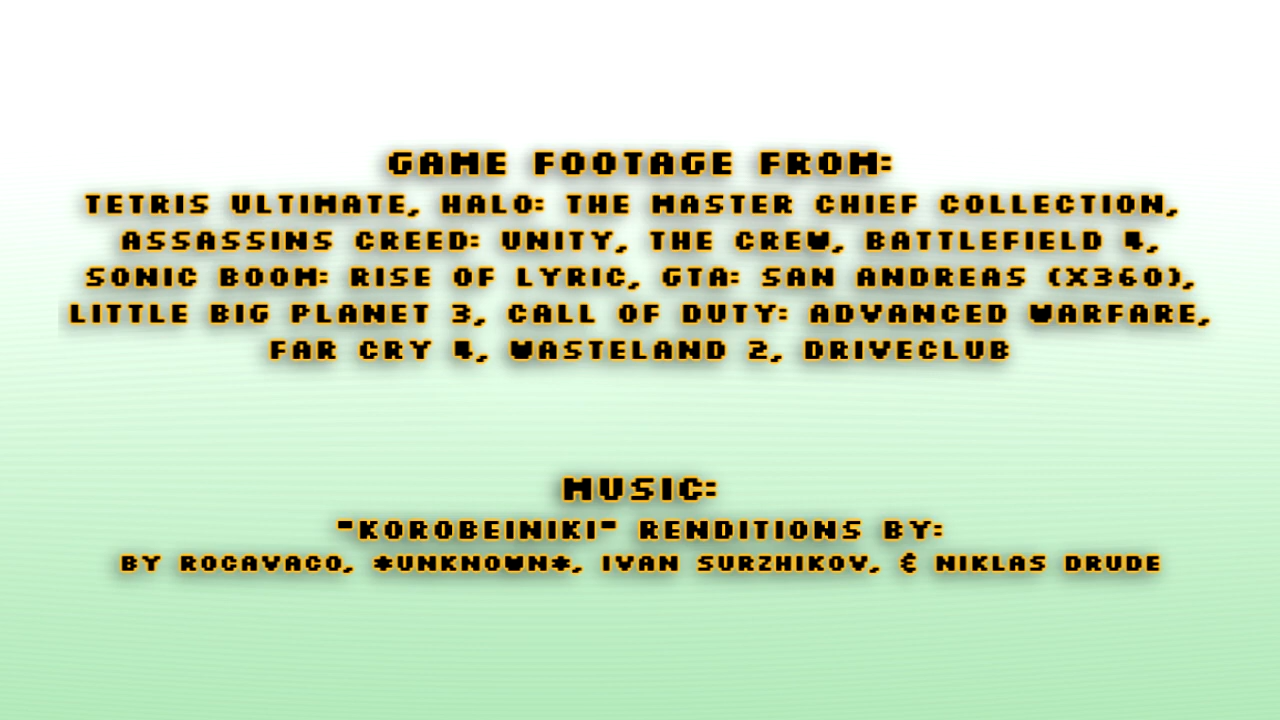 GAME FOOTAGE FROM:
TETRIS ULTIMATE, HALO: THE MASTER CHIEF COLLECTION,
ASSASSINS CREED: UNITY, THE CREW, BATTLEFIELD 4,
SONIC BOOM: RISE OF LYRIC, GTA: SAN ANDREAS (X360),
LITTLE BIG PLANET 3, CALL OF DUTY: ADVANCED WARFARE,
FAR CRY 4, WASTELAND 2, DRIVECLUB
MUSIC:
"KOROBEINIKI" RENDITIONS BY:
BY ROCAVACO, *UNKNOWN*, IVAN SURZHIKOV, & NIKLAS DRUDE